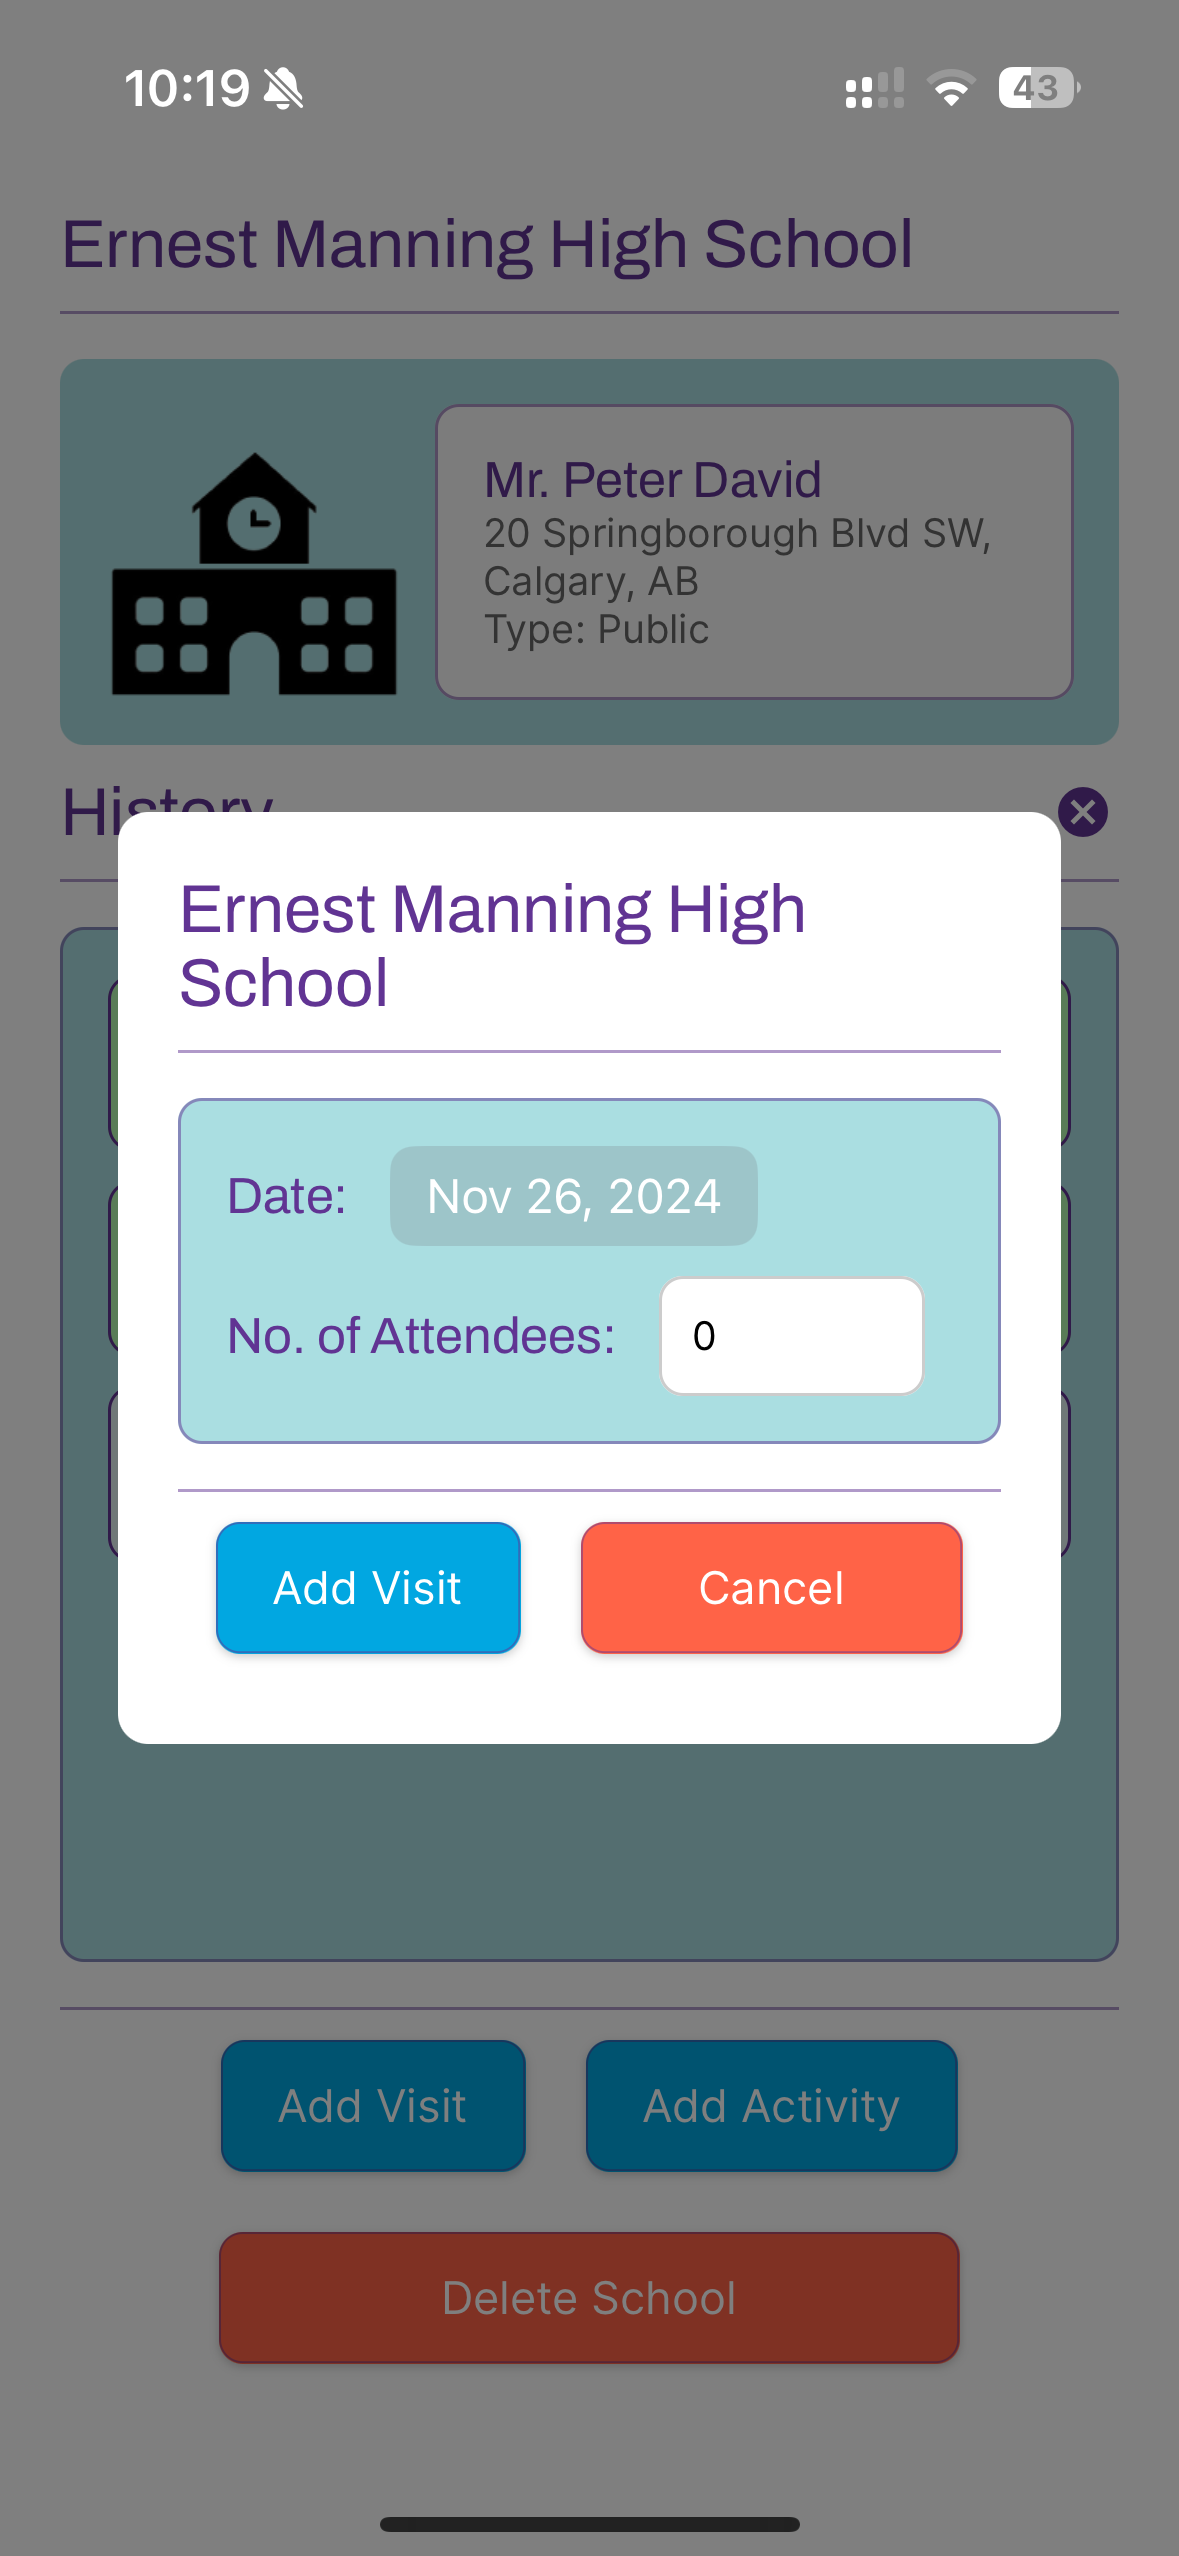 10:19
43
Ernest Manning High School
Mr. Peter David
20 Springborough Blvd SW,
Calgary, AB
Type: Public
History
Ernest Manning High
School
Date: Nov 26, 2024
No. of Attendees: 0
Add Visit Cancel
Add Visit Add Activity
Delete School